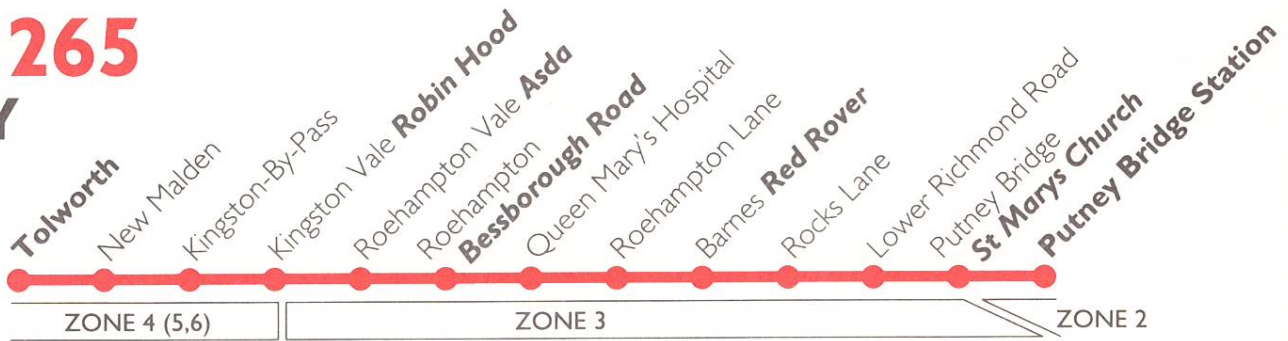 265
Y
Tolworth
New Malden
Kingston-By-Pass
Kingston Vale Robin Hood
Roehampton Vale Asda
Roehampton
Bessborough Road
Queen Mary's Hospital
Roehampton Lane
Barnes Red Rover
Rocks Lane
Lower Richmond Road
Putney Bridge
St Marys Church
Putney Bridge Station
ZONE 4 (5,6)
ZONE 3
ZONE 2